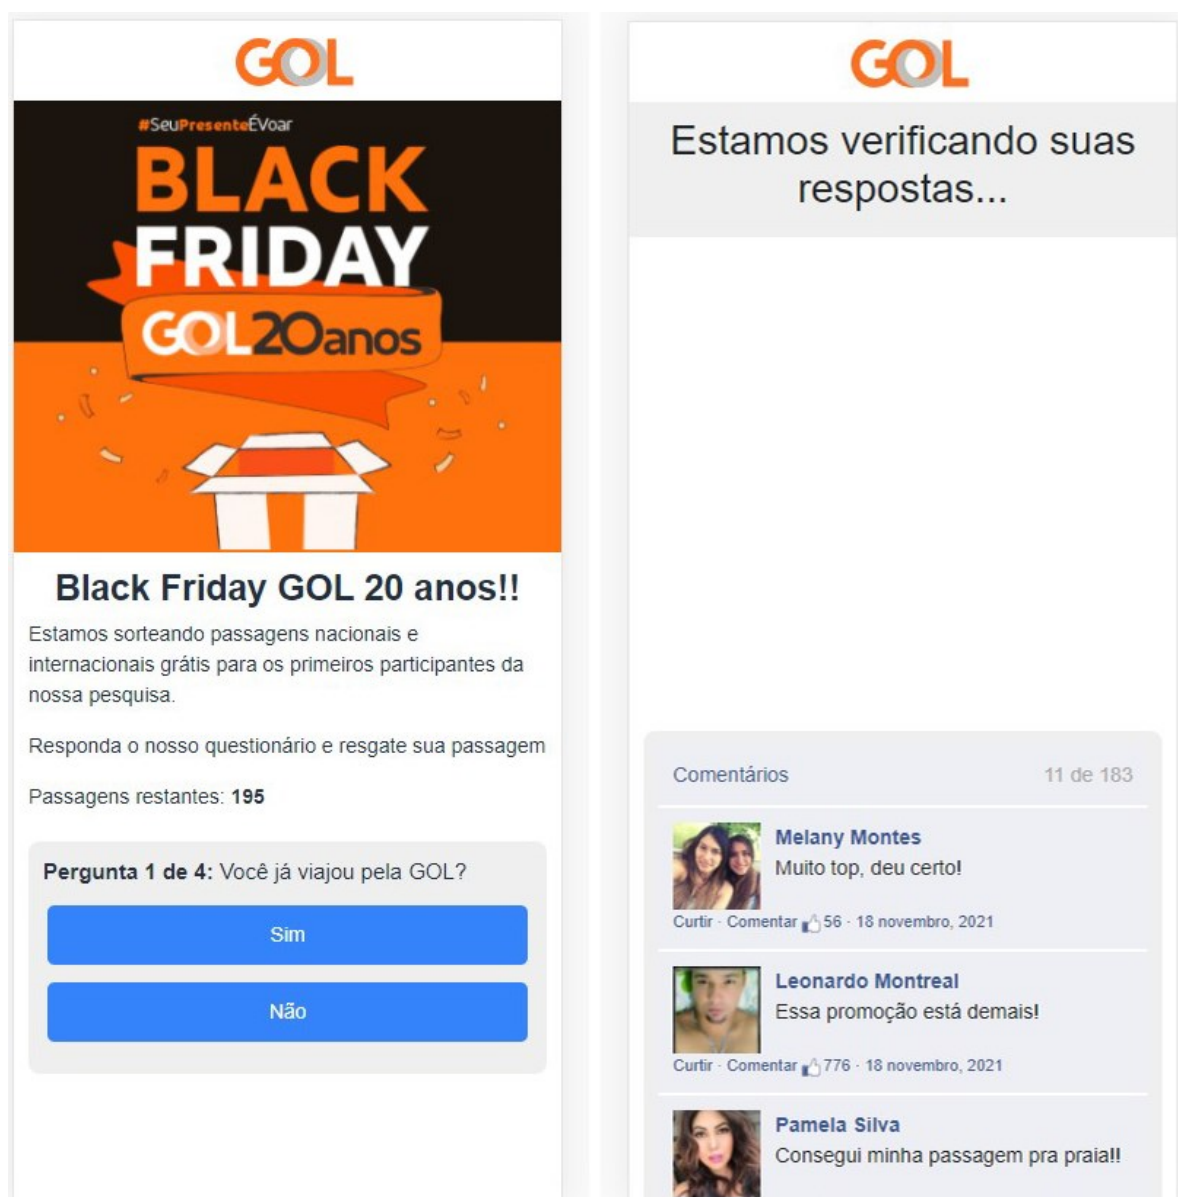 GOL
#SeuPresenteÉVoar
BLACK
FRIDAY
GOL20anos
Black Friday GOL 20 anos!!
Estamos sorteando passagens nacionais e
internacionais grátis para os primeiros participantes da
nossa pesquisa.
Responda o nosso questionário e resgate sua passagem
Passagens restantes: 195
Pergunta 1 de 4: Você já viajou pela GOL?
Sim
Não
GOL
Estamos verificando suas
respostas...
Comentários 11 de 183
Melany Montes
Muito top, deu certo!
Curtir · Comentar 56 · 18 novembro, 2021
Leonardo Montreal
Essa promoção está demais!
Curtir · Comentar 776 · 18 novembro, 2021
Pamela Silva
Consegui minha passagem pra praia!!